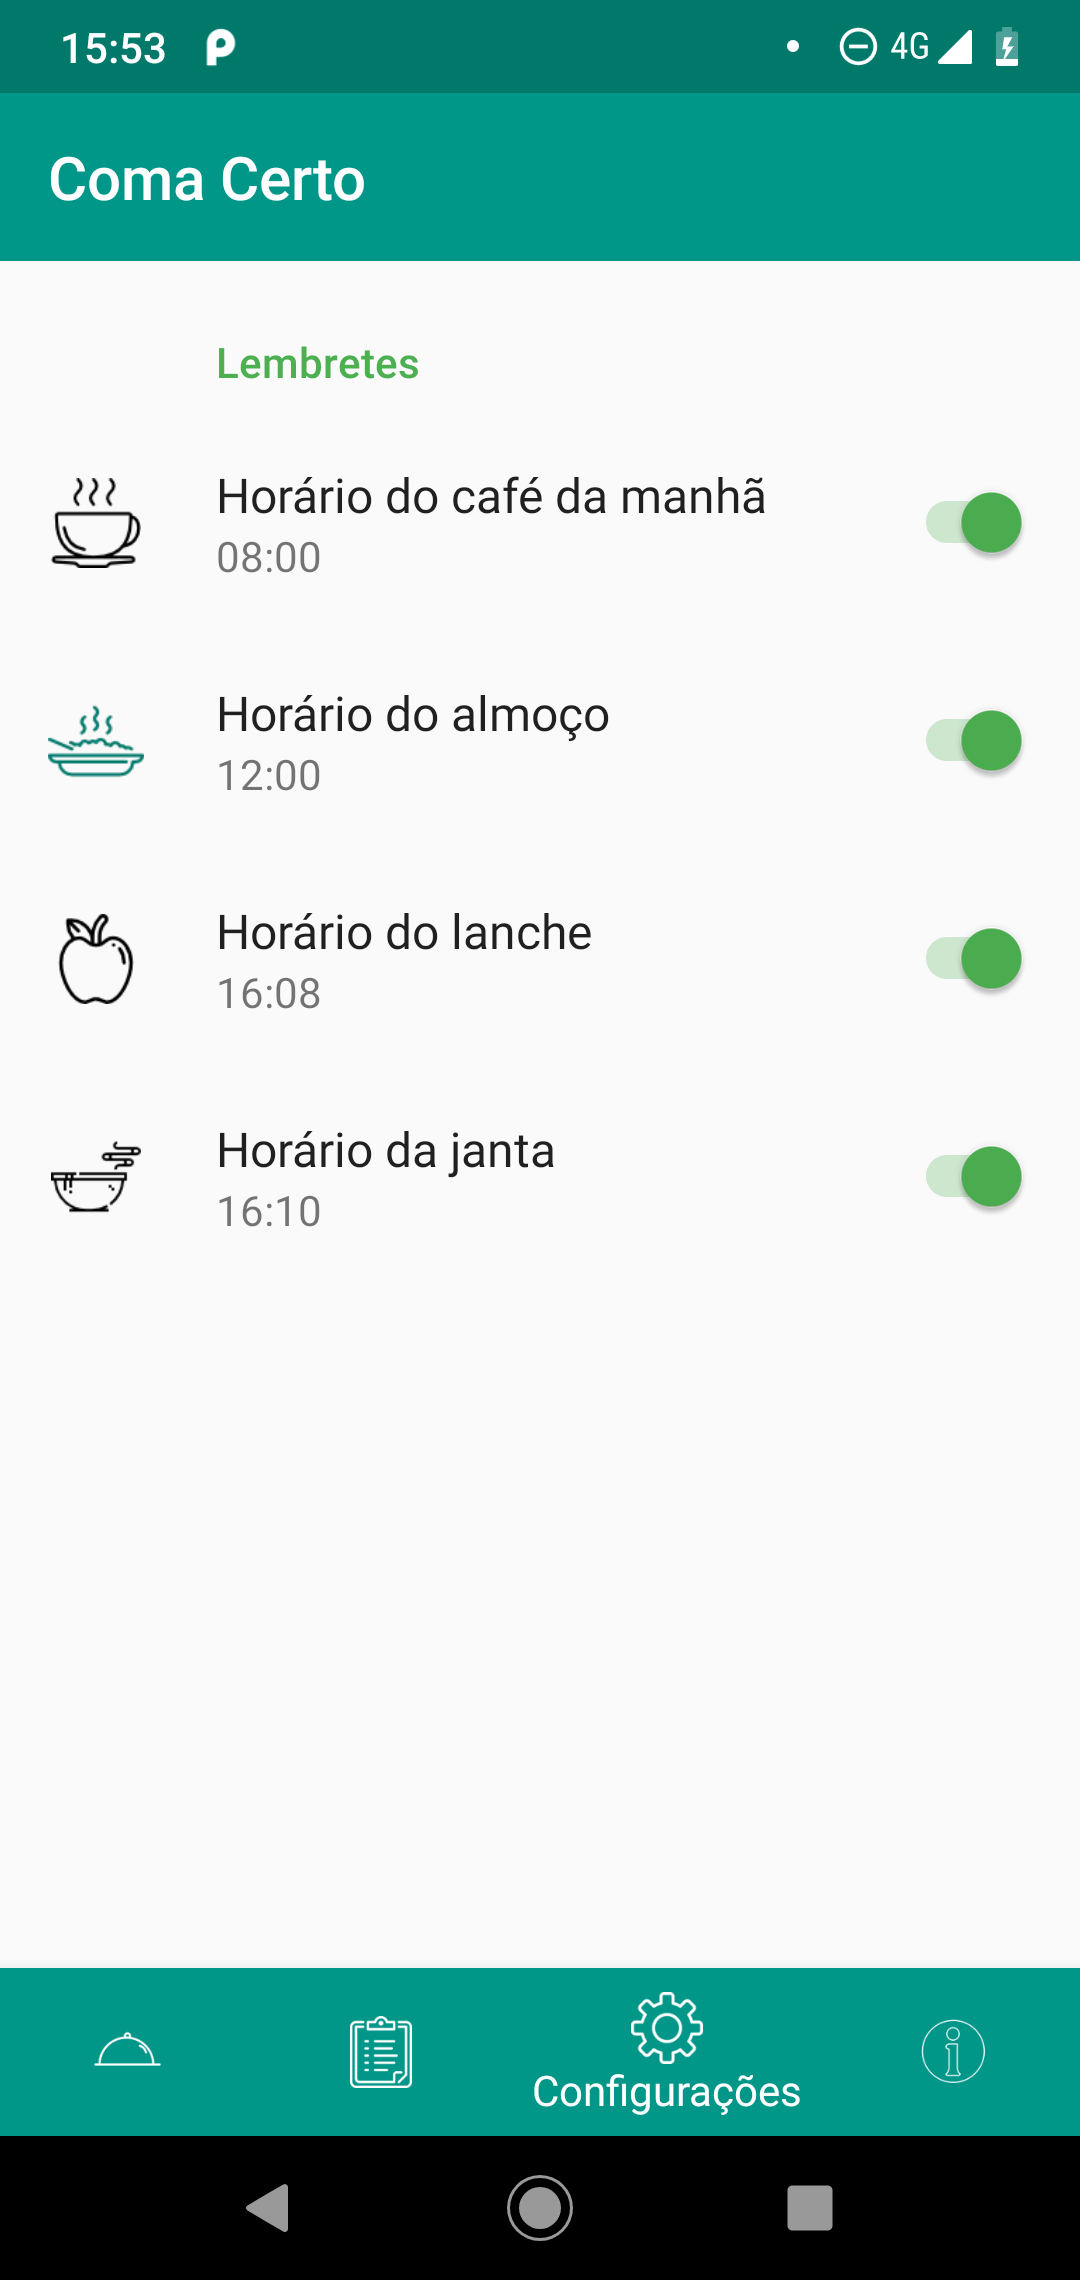 15:53
4G
Coma Certo
Lembretes
Horário do café da manhã
08:00
Horário do almoço
12:00
Horário do lanche
16:08
Horário da janta
16:10
Configurações